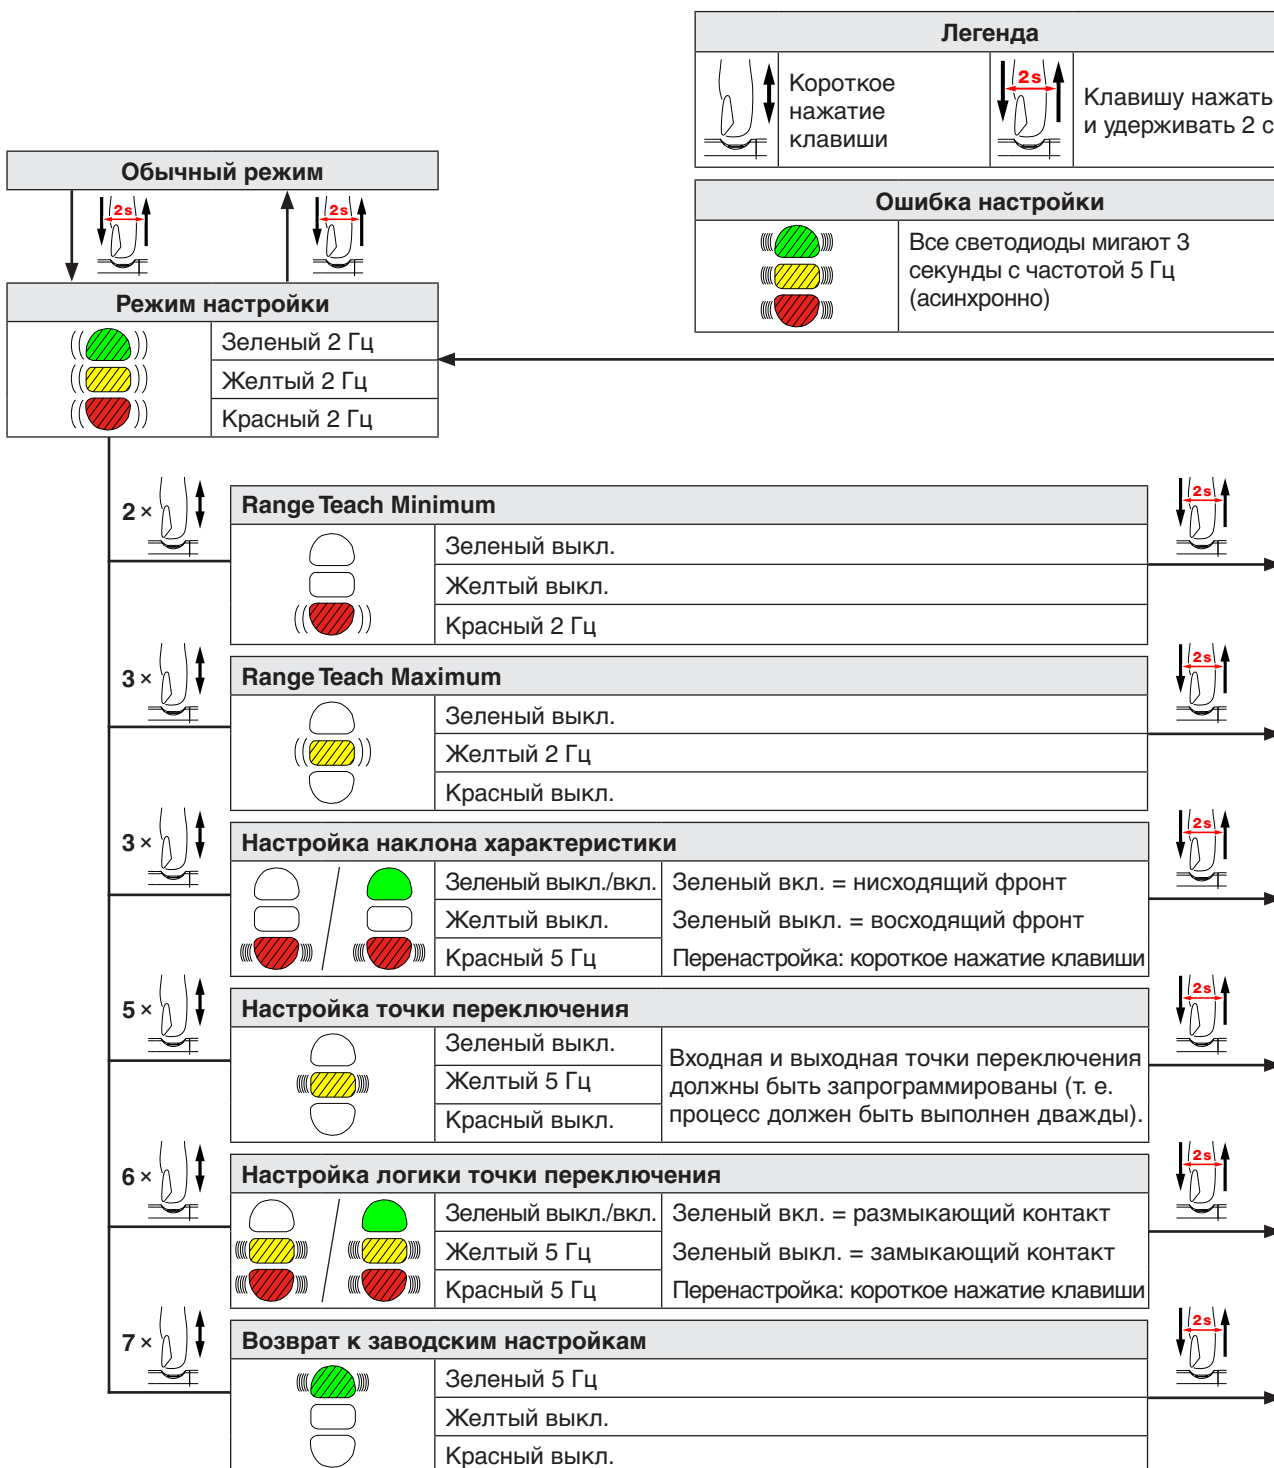 Легенда
Короткое
нажатие
клавиши
2s
Клавишу нажать
и удерживать 2 с
Обычный режим
2s
2s
Ошибка настройки
Все светодиоды мигают 3
секунды с частотой 5 Гц
(асинхронно)
Режим настройки
Зеленый 2 Гц
Желтый 2 Гц
Красный 2 Гц
2 ×
Range Teach Minimum
2s
Зеленый выкл.
Желтый выкл.
Красный 2 Гц
3 ×
Range Teach Maximum
2s
Зеленый выкл.
Желтый 2 Гц
Красный выкл.
3 ×
Настройка наклона характеристики
2s
Зеленый выкл./вкл.
Зеленый вкл. = нисходящий фронт
Желтый выкл.
Зеленый выкл. = восходящий фронт
Красный 5 Гц
Перенастройка: короткое нажатие клавиши
5 ×
Настройка точки переключения
2s
Зеленый выкл.
Желтый 5 Гц
Красный выкл.
Входная и выходная точки переключения
должны быть запрограммированы (т. е.
процесс должен быть выполнен дважды).
6 ×
Настройка логики точки переключения
2s
Зеленый выкл./вкл.
Зеленый вкл. = размыкающий контакт
Желтый 5 Гц
Зеленый выкл. = замыкающий контакт
Красный 5 Гц
Перенастройка: короткое нажатие клавиши
7 ×
Возврат к заводским настройкам
2s
Зеленый 5 Гц
Желтый выкл.
Красный выкл.